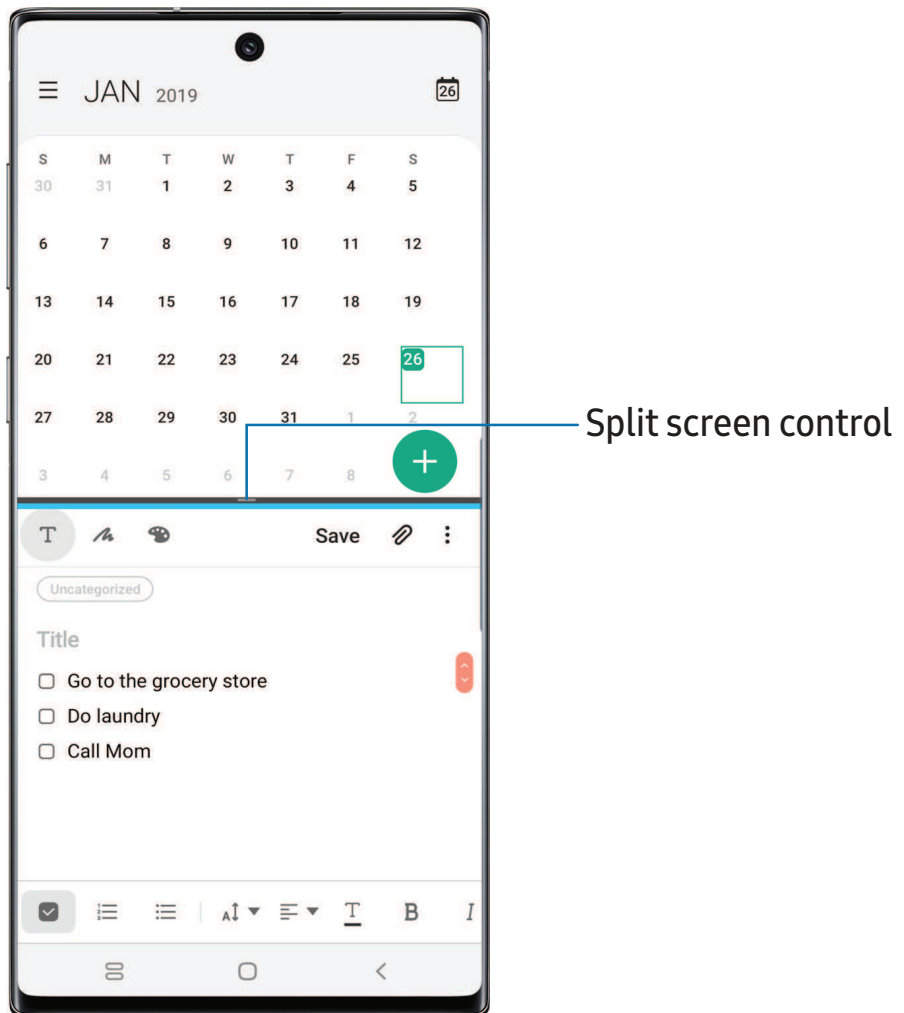 JAN 2019
26
S M T W T F S
30 31 1 2 3 4 5
6 7 8 9 10 11 12
13 14 15 16 17 18 19
20 21 22 23 24 25 26
27 28 29 30 31 1 2
Split screen control
3 4 5 6 7 8
T Save
Uncategorized
Title
Go to the grocery store
Do laundry
Call Mom
A T B I